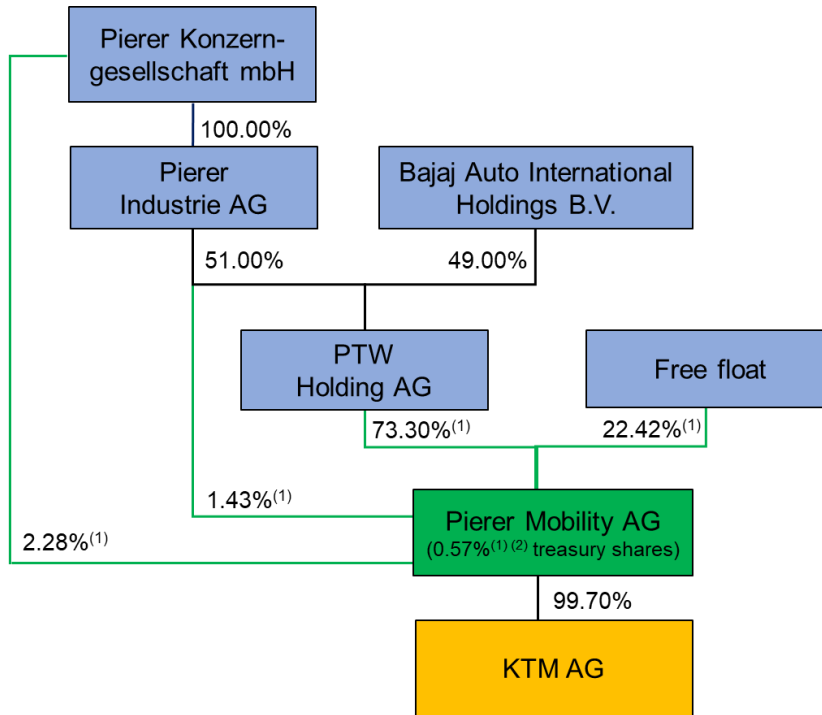 Pierer Konzern-
gesellschaft mbH
100.00%
Pierer
Industrie AG
Bajaj Auto International
Holdings B.V.
51.00%
49.00%
PTW
Holding AG
Free float
73.30%(1)
22.42%(1)
1.43%(1)
Pierer Mobility AG
(0.57%(1) (2) treasury shares)
2.28%(1)
99.70%
KTM AG